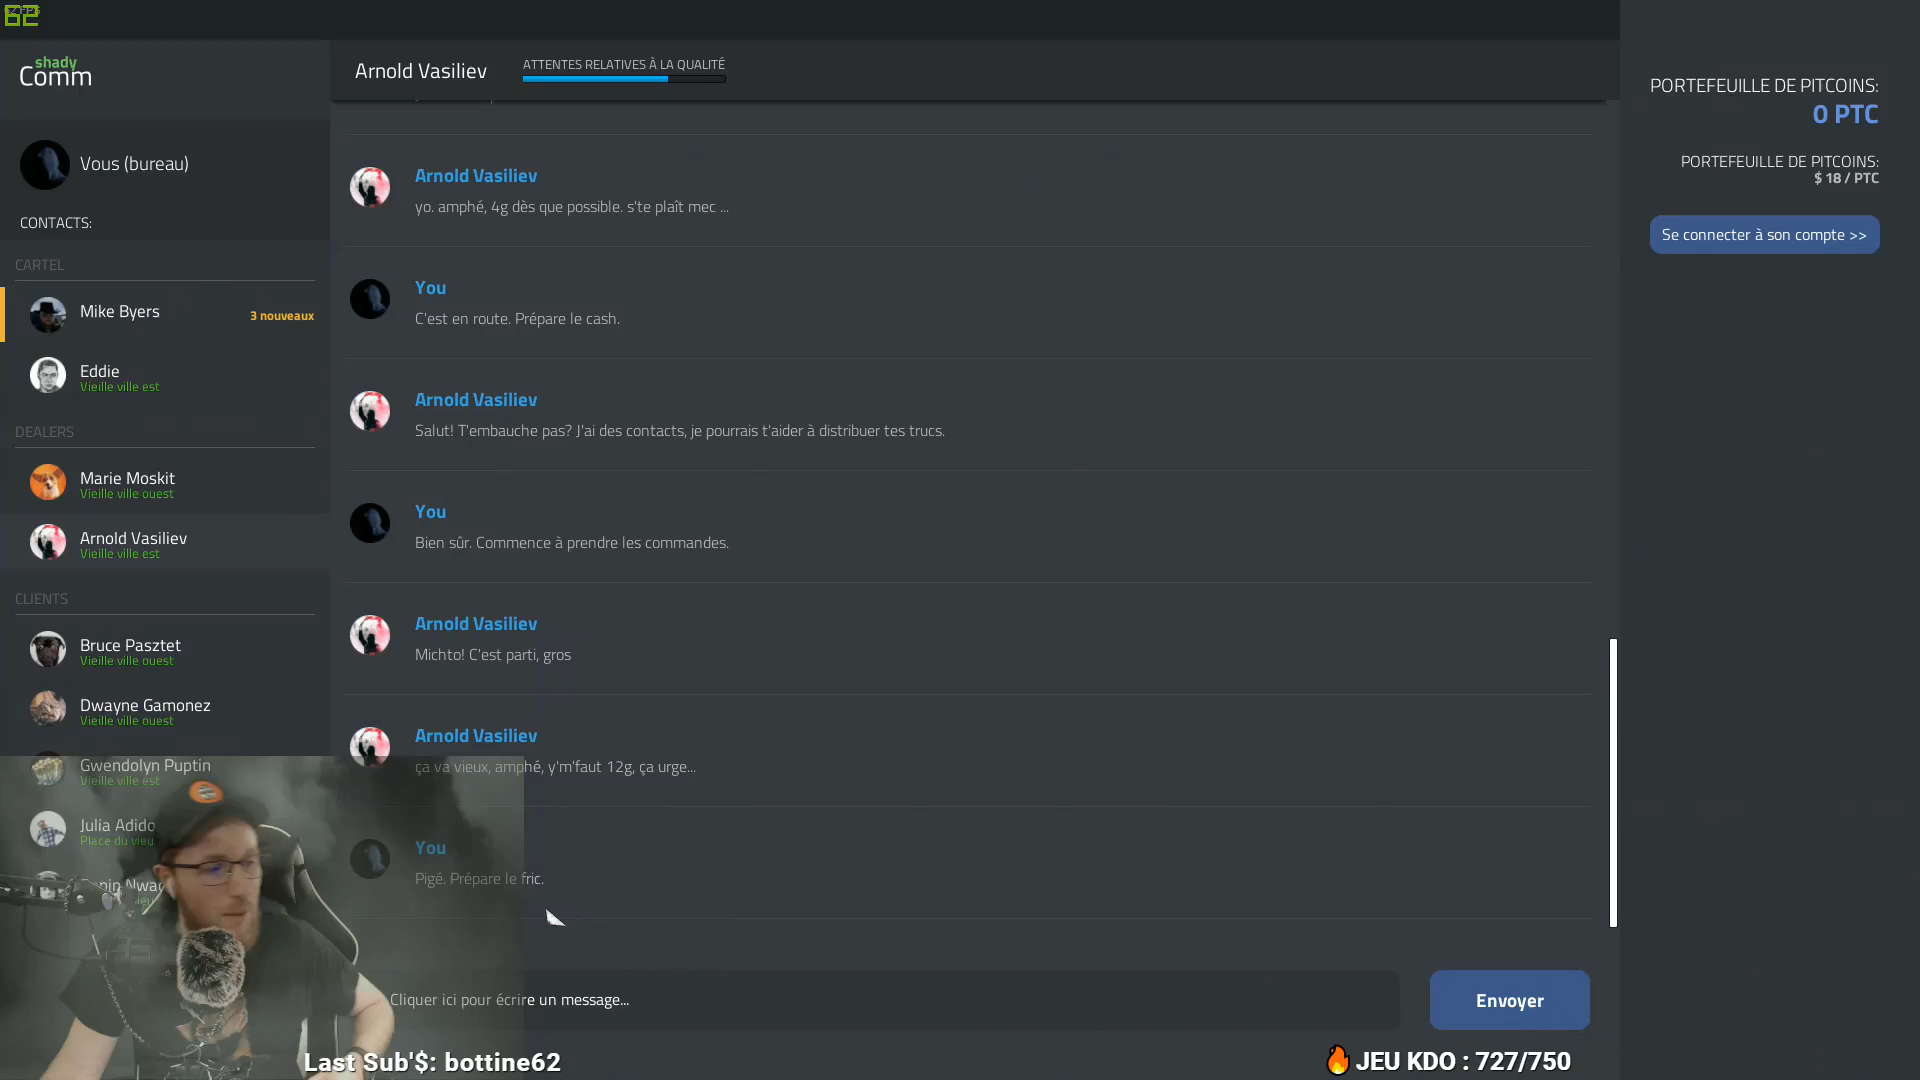 shady
Comm
Vous (bureau)
CONTACTS:
CARTEL
Mike Byers
3 nouveaux
Eddie
Vieille ville est
DEALERS
Marie Moskit
Vieille ville ouest
Arnold Vasiliev
Vieille ville est
CLIENTS
Bruce Pasztet
Vieille ville ouest
Dwayne Gamonez
Vieille ville ouest
Gwendolyn Puptin
Vieille ville est
Julia Adido
Place du vieu
Arnold Vasiliev
ATTENTES RELATIVES À LA QUALITÉ
Arnold Vasiliev
yo. amphé, 4g dès que possible. s'te plaît mec ...
You
C'est en route. Prépare le cash.
Arnold Vasiliev
Salut! T'embauche pas? J'ai des contacts, je pourrais t'aider à distribuer tes trucs.
You
Bien sûr. Commence à prendre les commandes.
Arnold Vasiliev
Michto! C'est parti, gros
Arnold Vasiliev
ça va vieux, amphé, y'm'faut 12g, ça urge...
You
Pigé. Prépare le fric.
Cliquer ici pour écrire un message...
Envoyer
PORTEFEUILLE DE PITCOINS:
0 PTC
PORTEFEUILLE DE PITCOINS:
$ 18 / PTC
Se connecter à son compte >>
Last Sub'$: bottine62
JEU KDO : 727/750